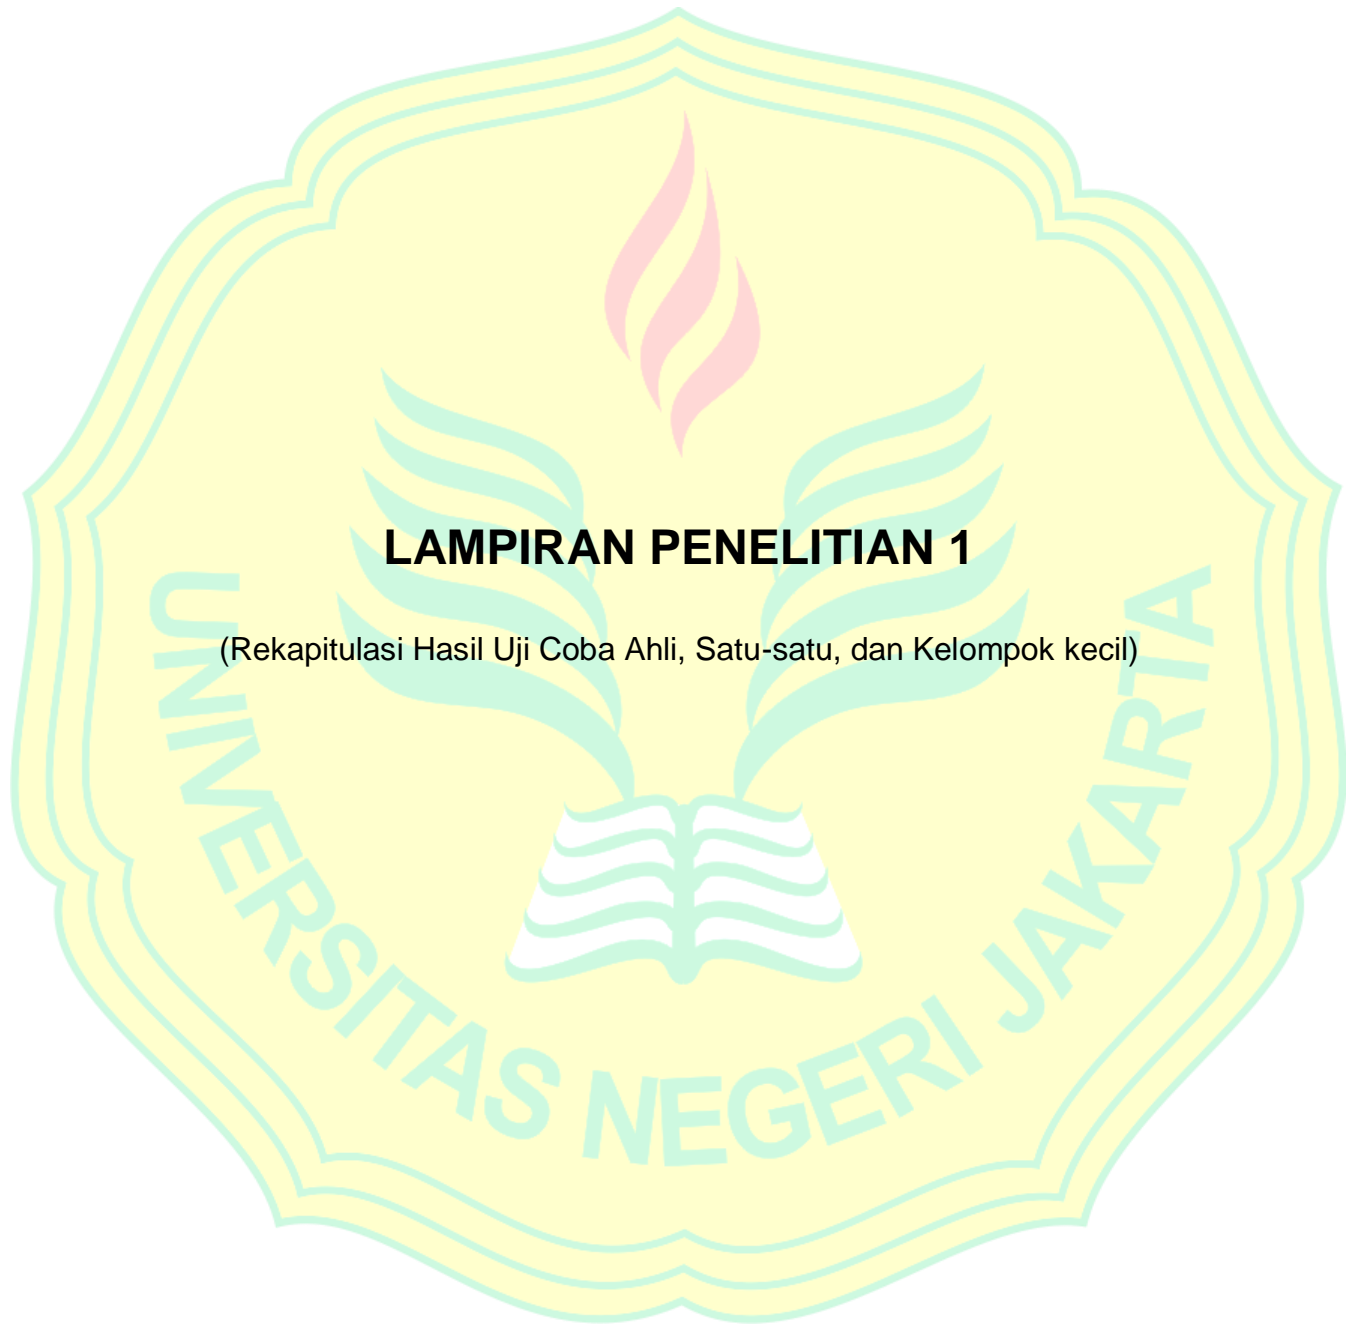 LAMPIRAN PENELITIAN 1
(Rekapitulasi Hasil Uji Coba Ahli, Satu-satu, dan Kelompok kecil)
UNIVERSITAS NEGERI JAKARTA